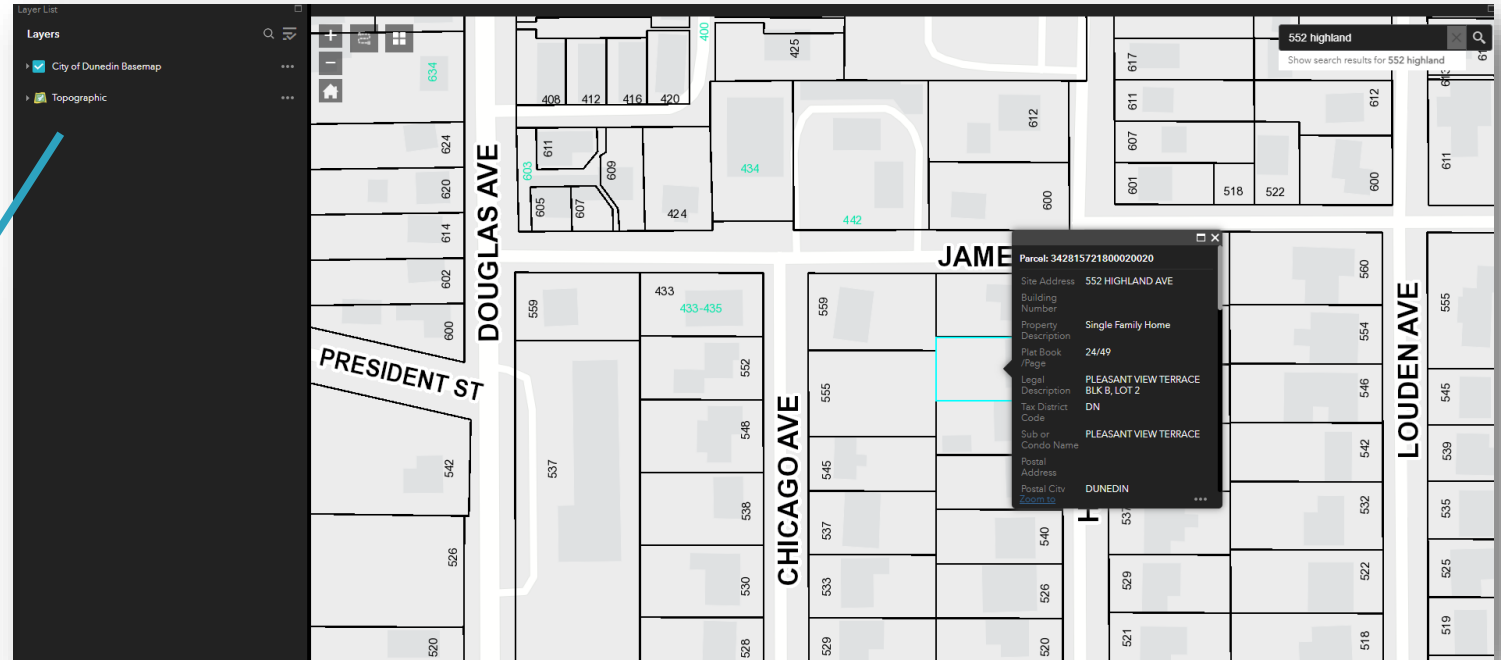 Layer List
Layers
City of Dunedin Basemap
Topographic
552 highland
Show search results for 552 highland
634
400
425
617
408
412
416
420
611
612
613
612
624
611
609
434
607
611
603
620
605
607
424
442
600
601
518
522
600
DOUGLAS AVE
614
JAME
602
559
433
433-435
559
560
555
600
PRESIDENT ST
552
555
554
LOUDEN AVE
546
545
548
CHICAGO AVE
542
537
545
542
539
538
537
537
532
535
540
526
530
533
526
529
522
525
520
528
529
520
521
518
519
Parcel: 342815721800020020
Site Address 552 HIGHLAND AVE
Building
Number
Property Single Family Home
Description
Plat Book 24/49
/Page
Legal PLEASANT VIEW TERRACE
Description BLK B, LOT 2
Tax District DN
Code
Sub or PLEASANT VIEW TERRACE
Condo Name
Postal
Address
Postal City DUNEDIN
Zoom to